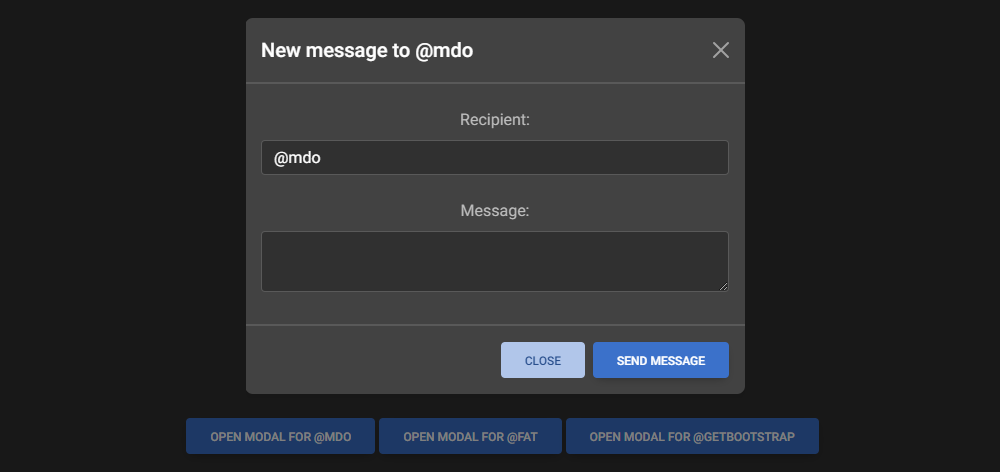 New message to @mdo
Recipient:
@mdo
Message:
CLOSE SEND MESSAGE
OPEN MODAL FOR @MDO OPEN MODAL FOR @FAT OPEN MODAL FOR @GETBOOTSTRAP